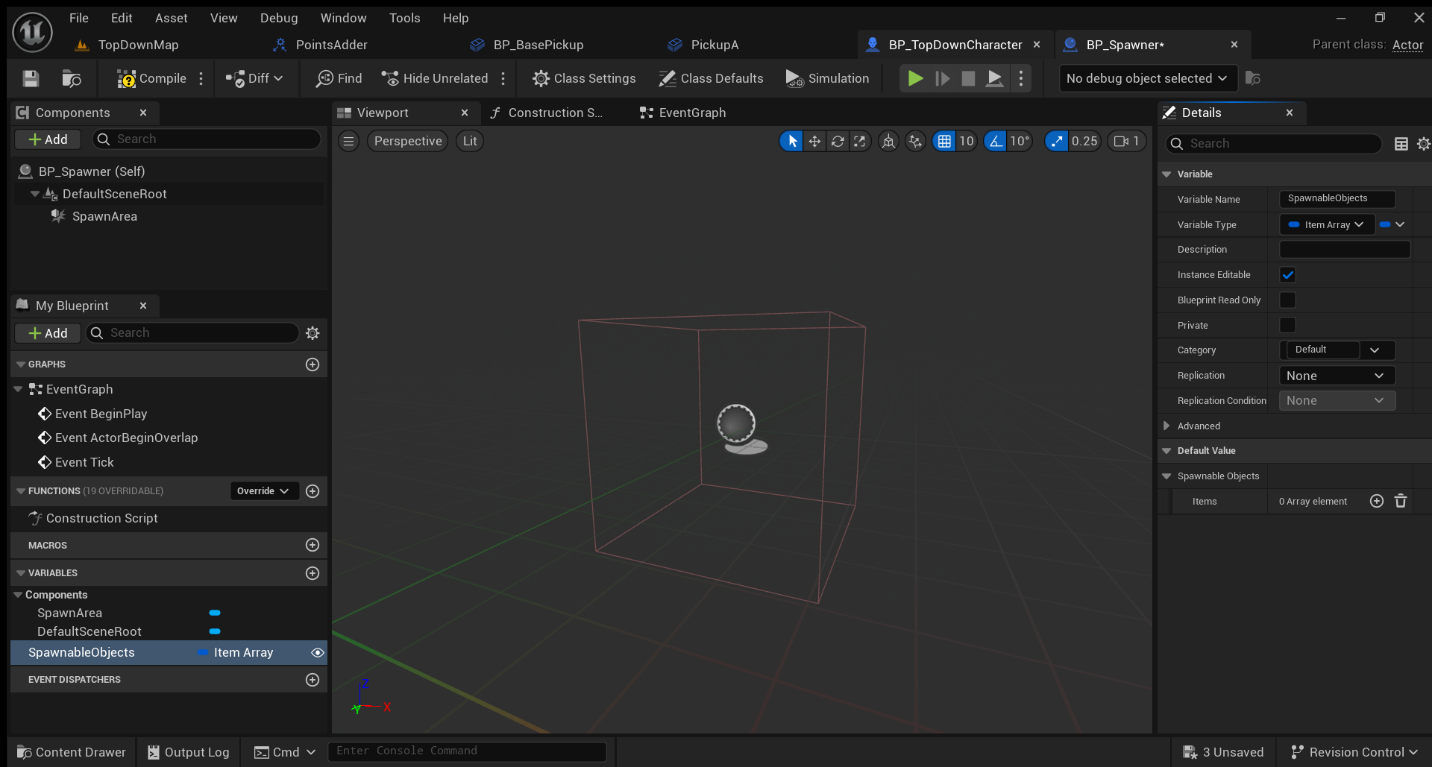 File Edit Asset View Debug Window Tools Help
TopDownMap PointsAdder BP_BasePickup PickupA BP_TopDownCharacter BP_Spawner* Parent class: Actor
Compile Diff Find Hide Unrelated Class Settings Class Defaults Simulation No debug object selected
Components
Add Search
BP_Spawner (Self)
DefaultSceneRoot
SpawnArea
My Blueprint
Add Search
GRAPHS
EventGraph
Event BeginPlay
Event ActorBeginOverlap
Event Tick
FUNCTIONS (19 OVERRIDABLE) Override
Construction Script
MACROS
VARIABLES
Components
SpawnArea
DefaultSceneRoot
SpawnableObjects Item Array
EVENT DISPATCHERS
Viewport Construction S... EventGraph
Perspective Lit 10 10° 0.25 1
Z
Y X
Details
Search
Variable
Variable Name SpawnableObjects
Variable Type Item Array
Description
Instance Editable
Blueprint Read Only
Private
Category Default
Replication None
Replication Condition None
Advanced
Default Value
Spawnable Objects
Items 0 Array element
Content Drawer Output Log Cmd Enter Console Command 3 Unsaved Revision Control